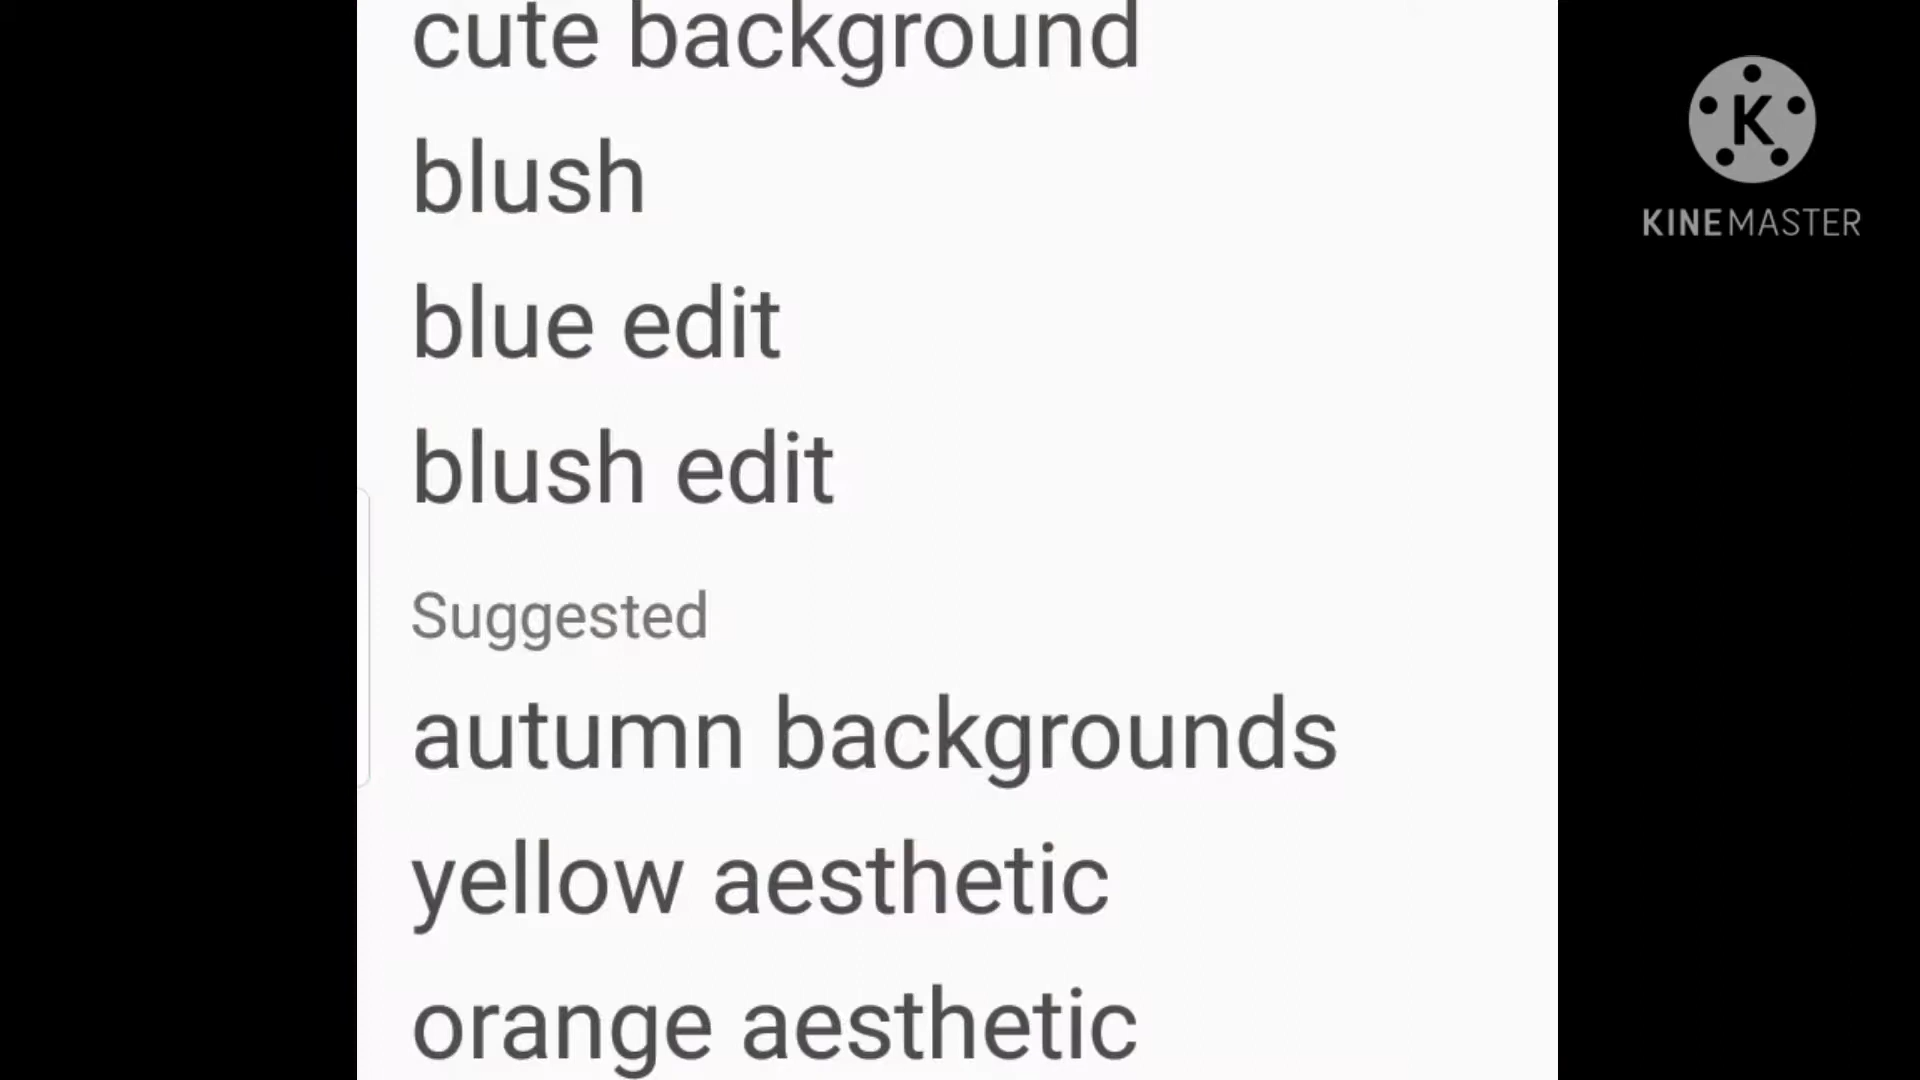 cute background
blush
blue edit
blush edit
Suggested
autumn backgrounds
yellow aesthetic
orange aesthetic
K
KINEMASTER